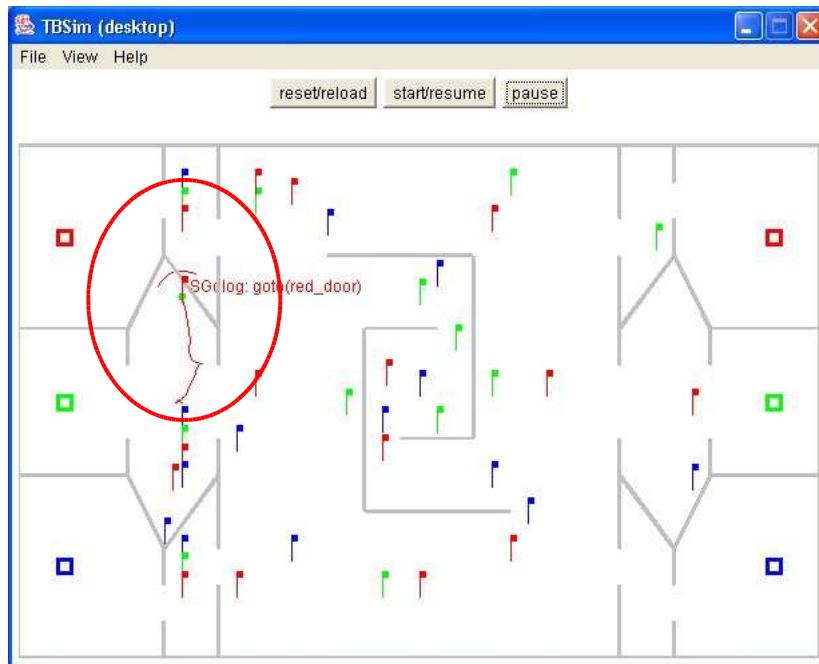 TBSim (desktop)
File View Help
reset/reload start/resume pause
SGolog: goto(red_door)